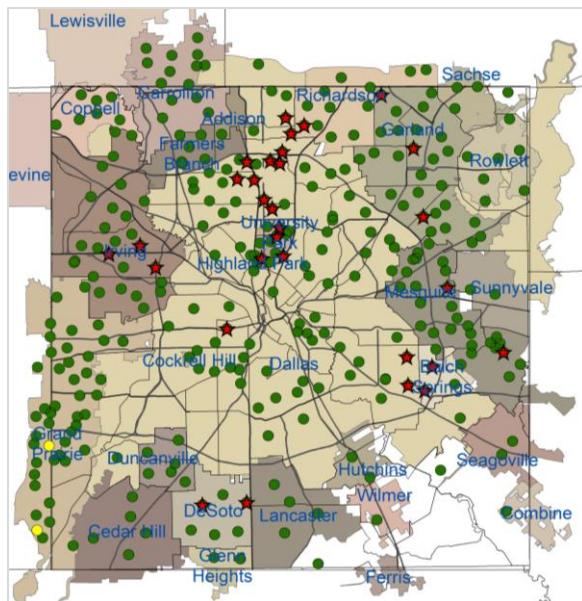 Lewisville
Sachse
Carrollton
Richardson
Coppell
Addison
Garland
Farmers
Branch
Rowlett
evine
University
Park
Irving
Highland Park
Sunnyvale
Mesquite
Cockrell Hill
Dallas
Balch
Springs
Grand
Prairie
Duncanville
Hutchins
Seagoville
Wilmer
DeSoto
Lancaster
Combine
Cedar Hill
Glenn
Heights
Ferris